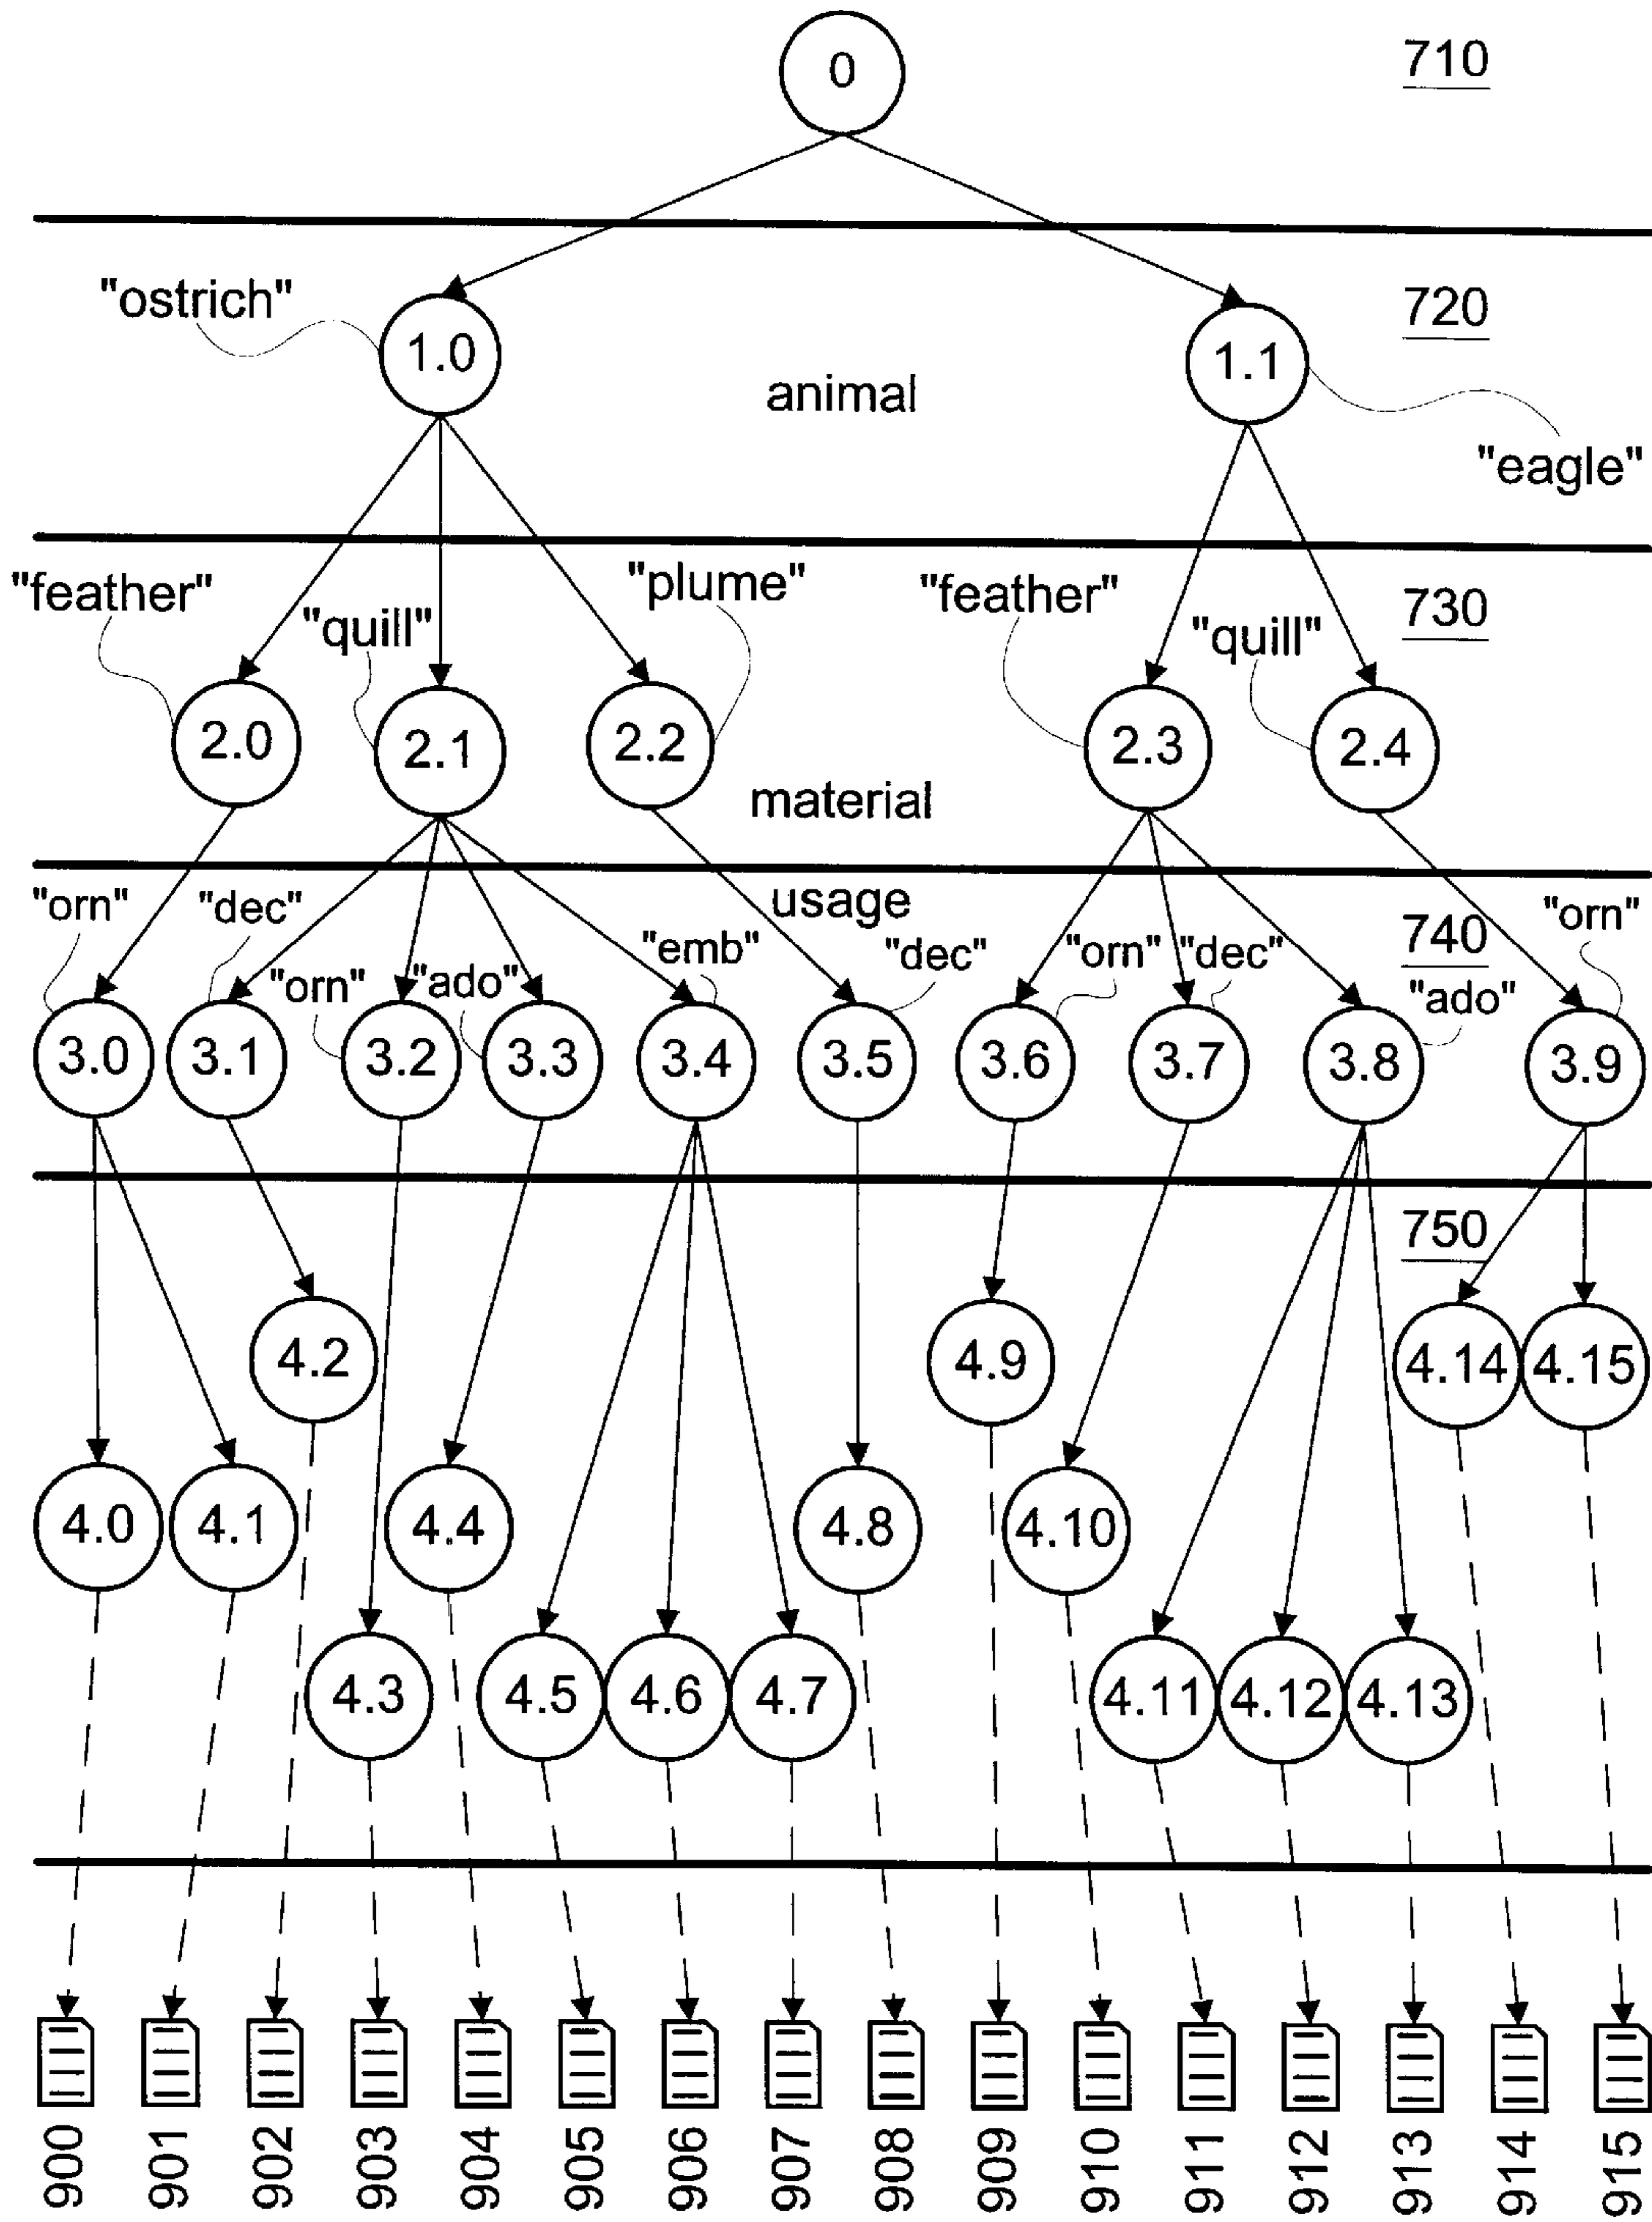 0
710
"ostrich"
1.0
animal
1.1
720
"eagle"
"feather"
"quill"
"plume"
"feather"
"quill"
730
2.0
2.1
2.2
2.3
2.4
material
usage
"orn"
"dec"
"orn"
"ado"
"emb"
"dec"
"orn"
"dec"
740
"ado"
"orn"
3.0
3.1
3.2
3.3
3.4
3.5
3.6
3.7
3.8
3.9
750
4.2
4.9
4.14
4.15
4.0
4.1
4.4
4.8
4.10
4.3
4.5
4.6
4.7
4.11
4.12
4.13
900
901
902
903
904
905
906
907
908
909
910
911
912
913
914
915